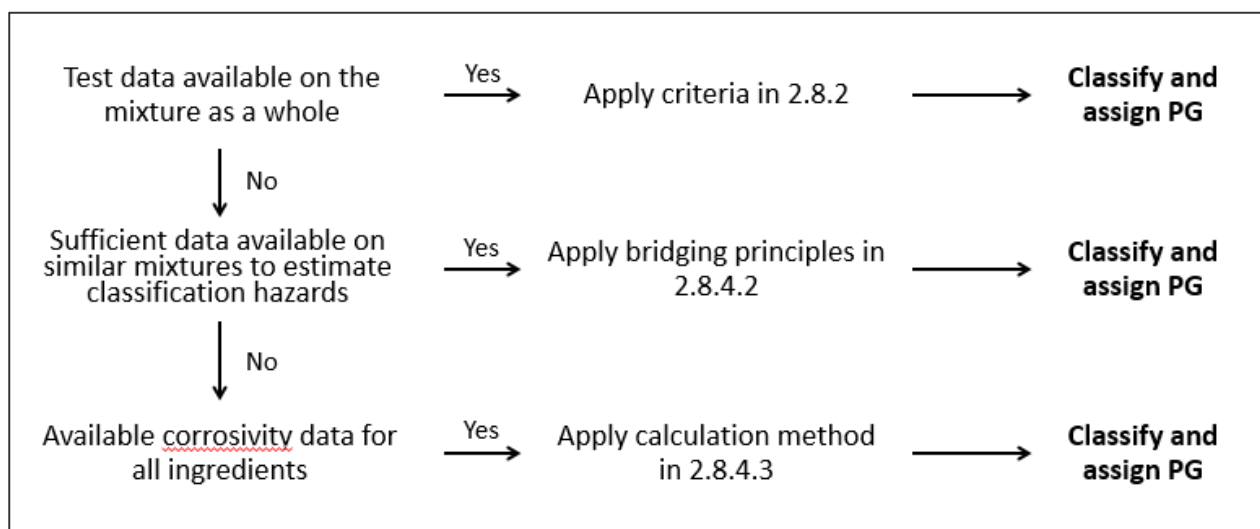 Test data available on the
mixture as a whole
Yes
Apply criteria in 2.8.2
Classify and
assign PG
No
Sufficient data available on
similar mixtures to estimate
classification hazards
Yes
Apply bridging principles in
2.8.4.2
Classify and
assign PG
No
Available corrosivity data for
all ingredients
Yes
Apply calculation method
in 2.8.4.3
Classify and
assign PG